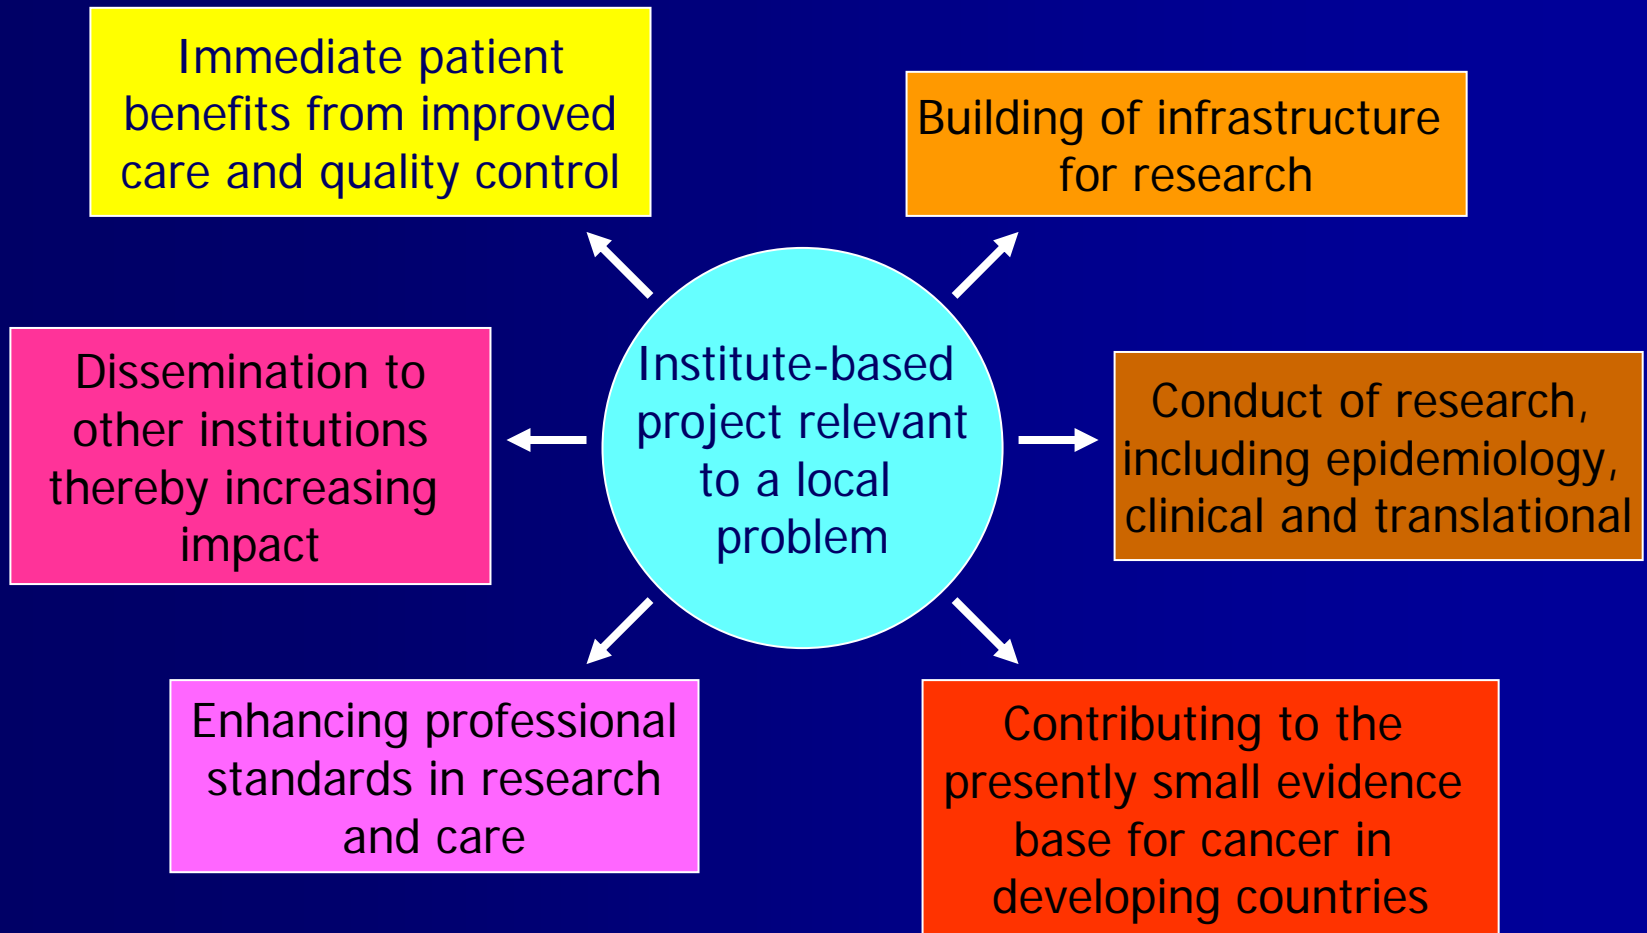 Immediate patient
benefits from improved
care and quality control
Building of infrastructure
for research
Dissemination to
other institutions
thereby increasing
impact
Institute-based
project relevant
to a local
problem
Conduct of research,
including epidemiology,
clinical and translational
Enhancing professional
standards in research
and care
Contributing to the
presently small evidence
base for cancer in
developing countries